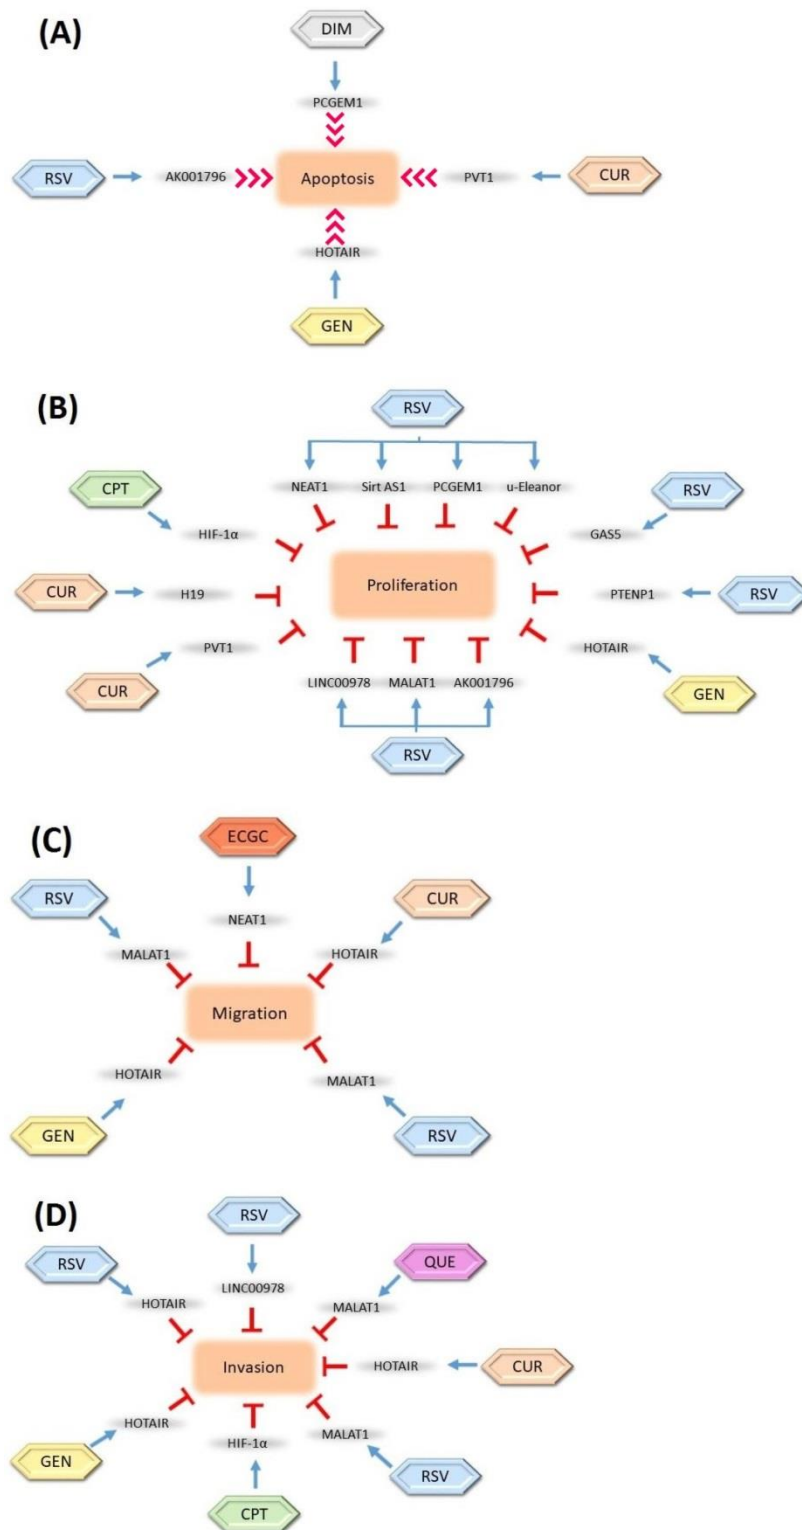 (A)
DIM
PCGEM1
RSV
AK001796
Apoptosis
PVT1
CUR
HOTAIR
GEN
(B)
RSV
CPT
NEAT1
Sirt AS1
PCGEM1
u-Eleanor
RSV
HIF-1α
GAS5
CUR
H19
Proliferation
PTENP1
RSV
PVT1
HOTAIR
CUR
LINC00978
MALAT1
AK001796
GEN
RSV
(C)
ECGC
RSV
CUR
NEAT1
MALAT1
HOTAIR
Migration
HOTAIR
MALAT1
GEN
RSV
(D)
RSV
RSV
QUE
LINC00978
HOTAIR
MALAT1
Invasion
HOTAIR
CUR
HOTAIR
HIF-1α
MALAT1
GEN
RSV
CPT